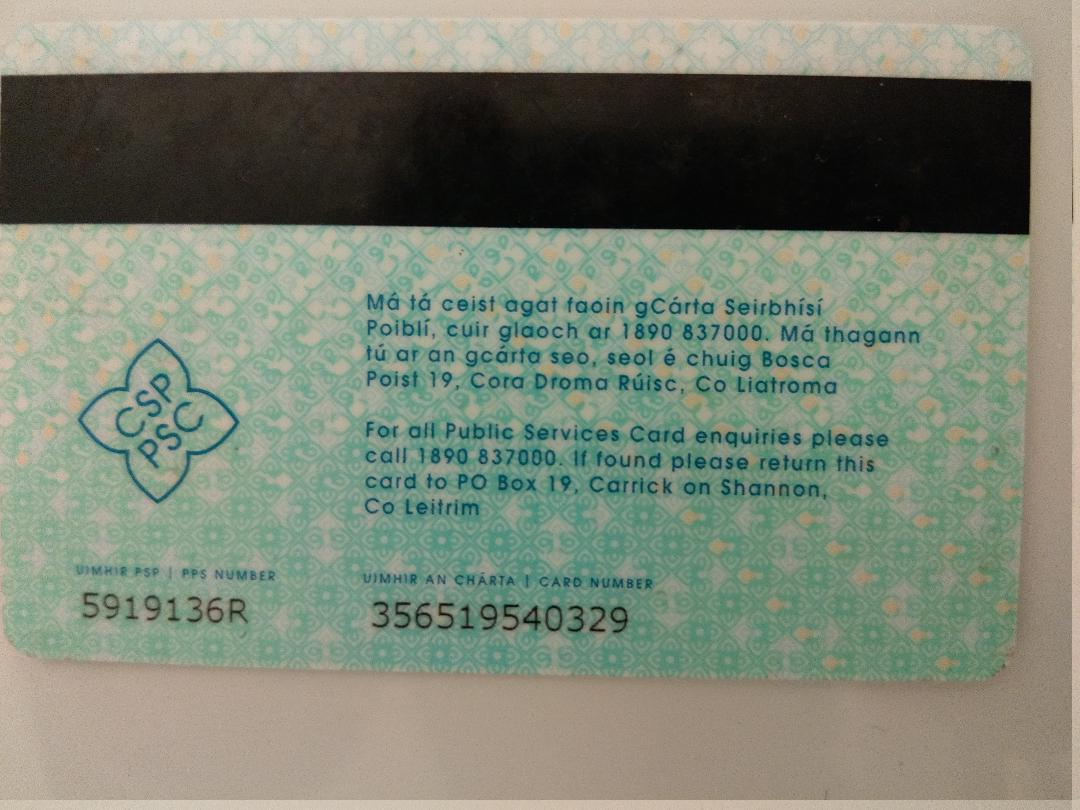 Má tá ceist agat faoin gCárta Seirbhísí
Poiblí, cuir glaoch ar 1890 837000. Má thagann
tú ar an gcárta seo, seol é chuig Bosca
Poist 19, Cora Droma Rúisc, Co Liatroma
CSP
PSC
For all Public Services Card enquiries please
call 1890 837000. If found please return this
card to PO Box 19, Carrick on Shannon,
Co Leitrim
UIMHIR PSP | PPS NUMBER
5919136R
UIMHIR AN CHÁRTA | CARD NUMBER
356519540329